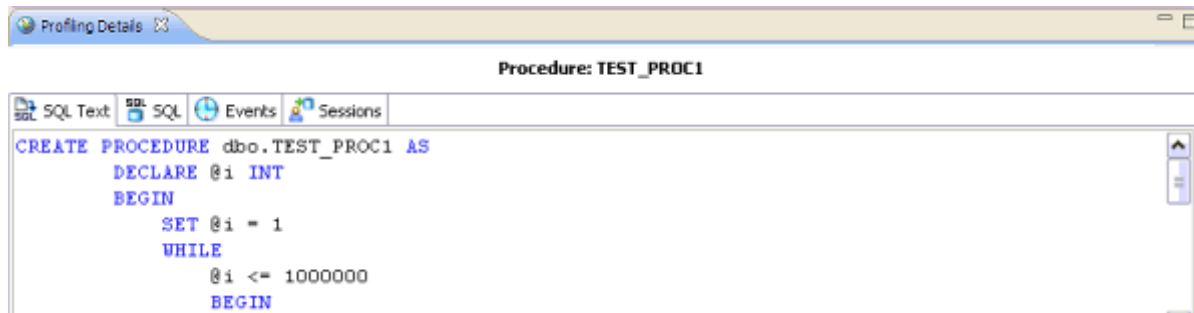 Profiling Details
Procedure: TEST_PROC1
SQL Text SQL Events Sessions
CREATE PROCEDURE dbo.TEST_PROC1 AS
DECLARE @i INT
BEGIN
SET @i = 1
WHILE
@i <= 1000000
BEGIN